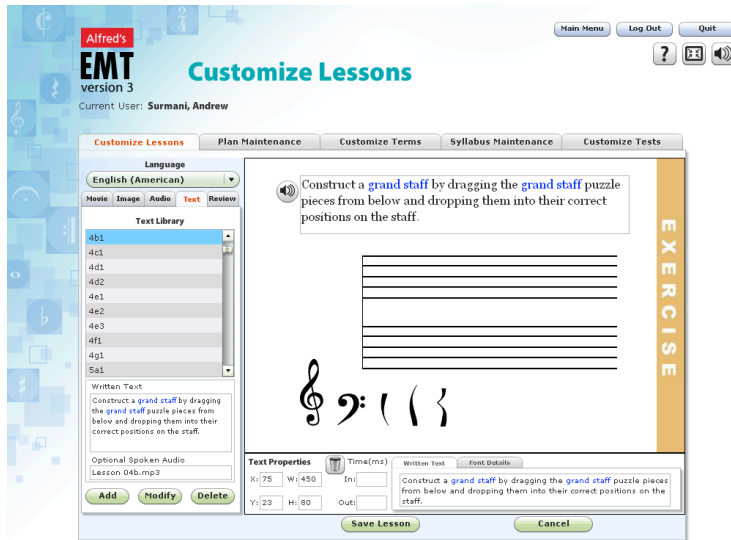 Main Menu
Log Out
Quit
?
Alfred's
EMT
version 3
Customize Lessons
Current User: Surmani, Andrew
Customize Lessons
Plan Maintenance
Customize Terms
Syllabus Maintenance
Customize Tests
Language
English (American)
Movie
Image
Audio
Text
Review
Text Library
4b1
4c1
4d1
4d2
4e1
4e2
4e3
4f1
4g1
5a1
Written Text
Construct a grand staff by dragging
the grand staff puzzle pieces from
below and dropping them into their
correct positions on the staff.
Optional Spoken Audio
Lesson 04b.mp3
Add
Modify
Delete
Construct a grand staff by dragging the grand staff puzzle
pieces from below and dropping them into their correct
positions on the staff.
EXERCISE
Text Properties
X: 75
W: 450
Y: 23
H: 80
Time(ms)
In:
Out:
Written Text
Font Details
Construct a grand staff by dragging the grand staff puzzle pieces
from below and dropping them into their correct positions on the
staff.
Save Lesson
Cancel